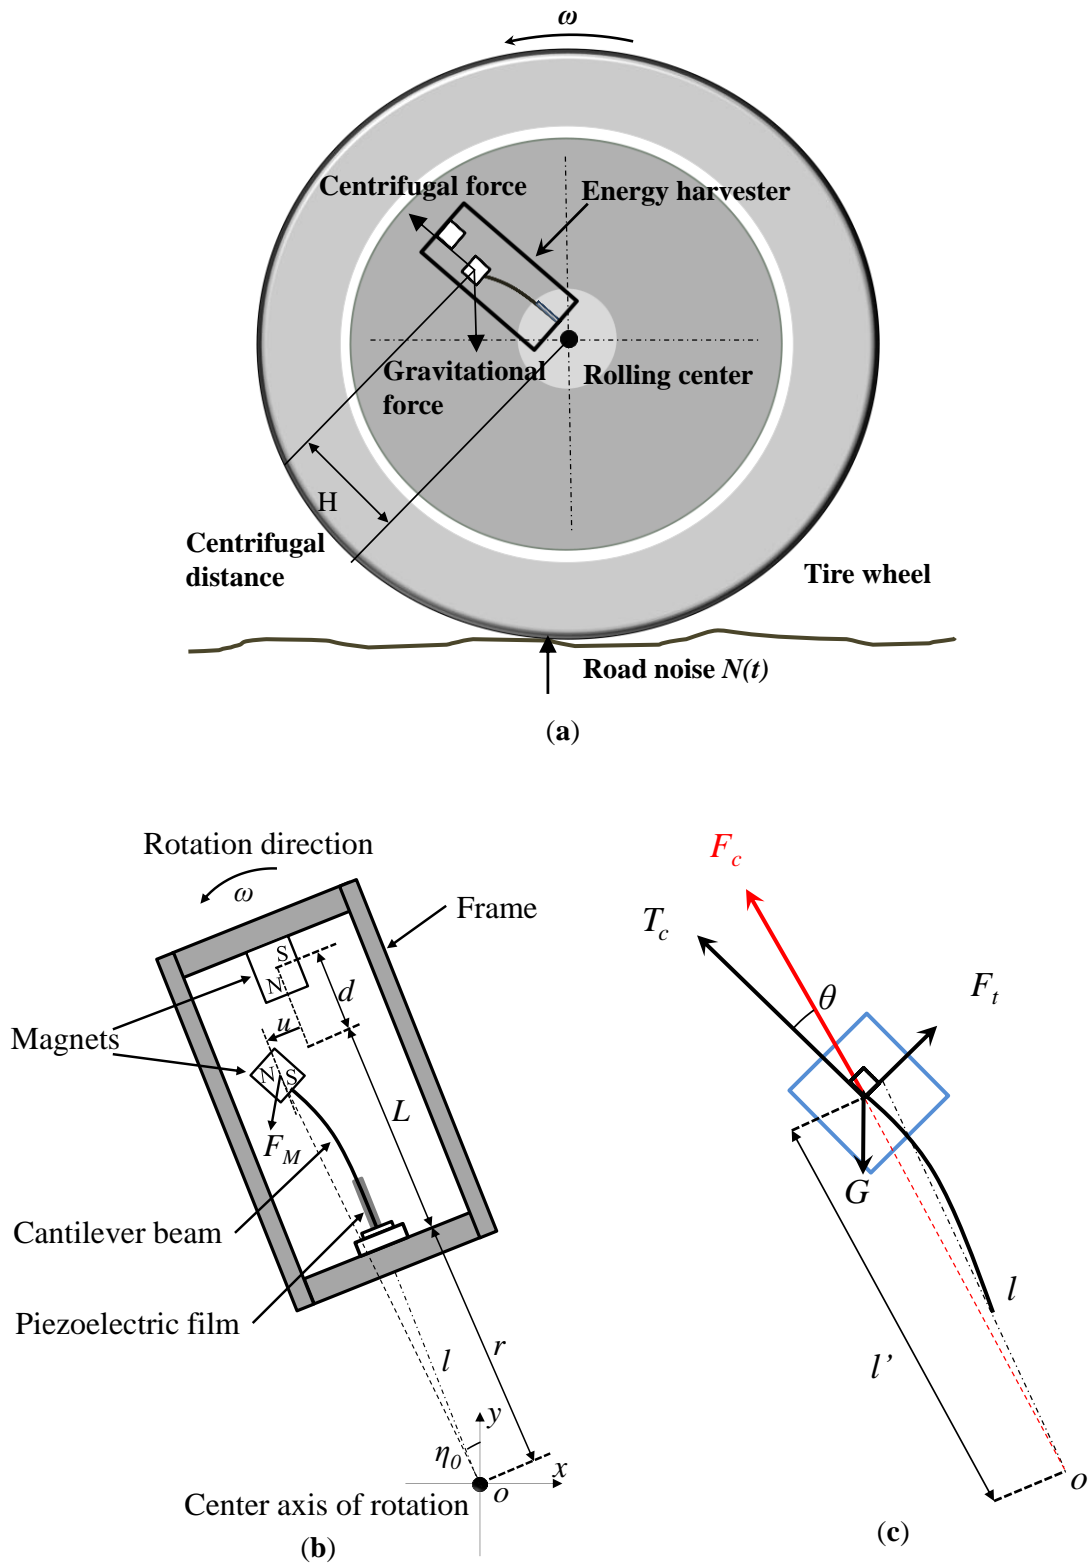 ω
Centrifugal force
Energy harvester
Gravitational
force
Rolling center
H
Centrifugal
distance
Tire wheel
Road noise N(t)
(a)
Rotation direction
ω
Frame
S
N
d
Magnets
u
N S
L
F_M
Cantilever beam
Piezoelectric film
l
r
y
η₀
x
o
Center axis of rotation
(b)
F_c
T_c
θ
F_t
G
l
l’
o
(c)